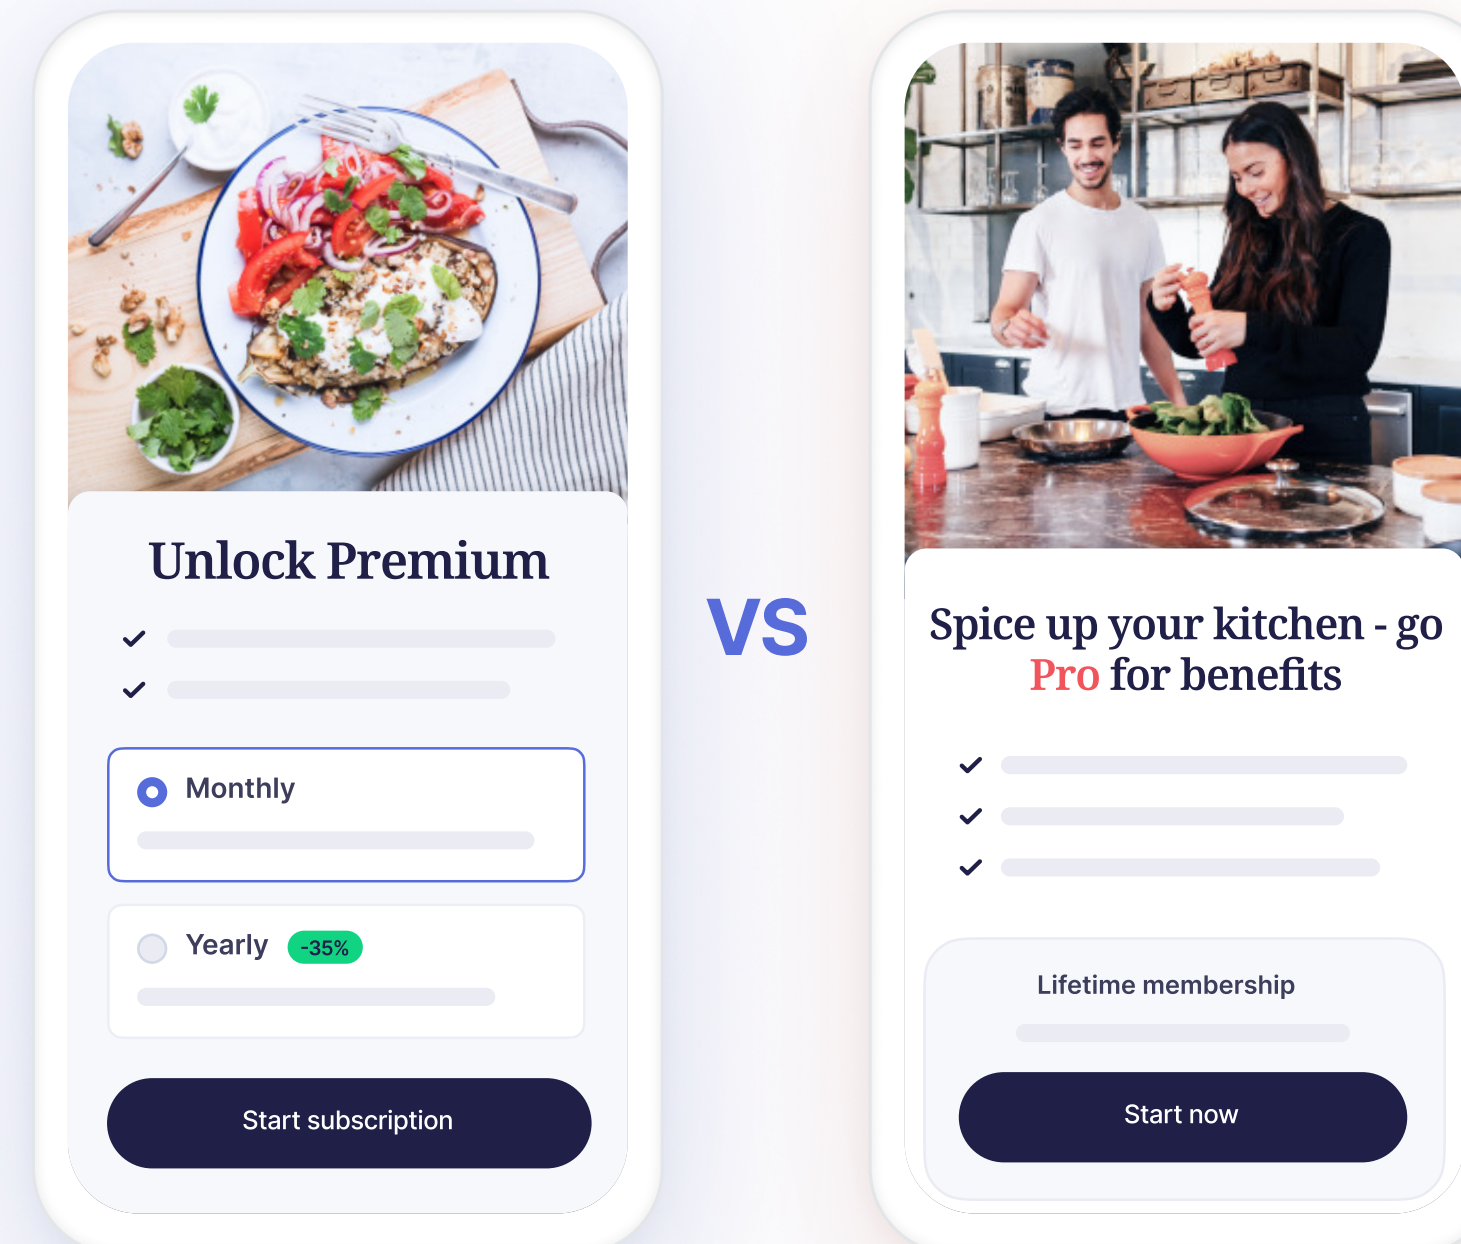 Unlock Premium
Monthly
Yearly -35%
Start subscription
VS
Spice up your kitchen - go
Pro for benefits
Lifetime membership
Start now